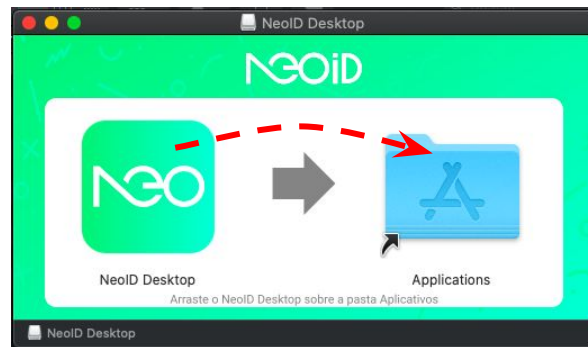 NeoID Desktop
NEOiD
NEO
NeoID Desktop
Applications
Arraste o NeoID Desktop sobre a pasta Aplicativos
NeoID Desktop